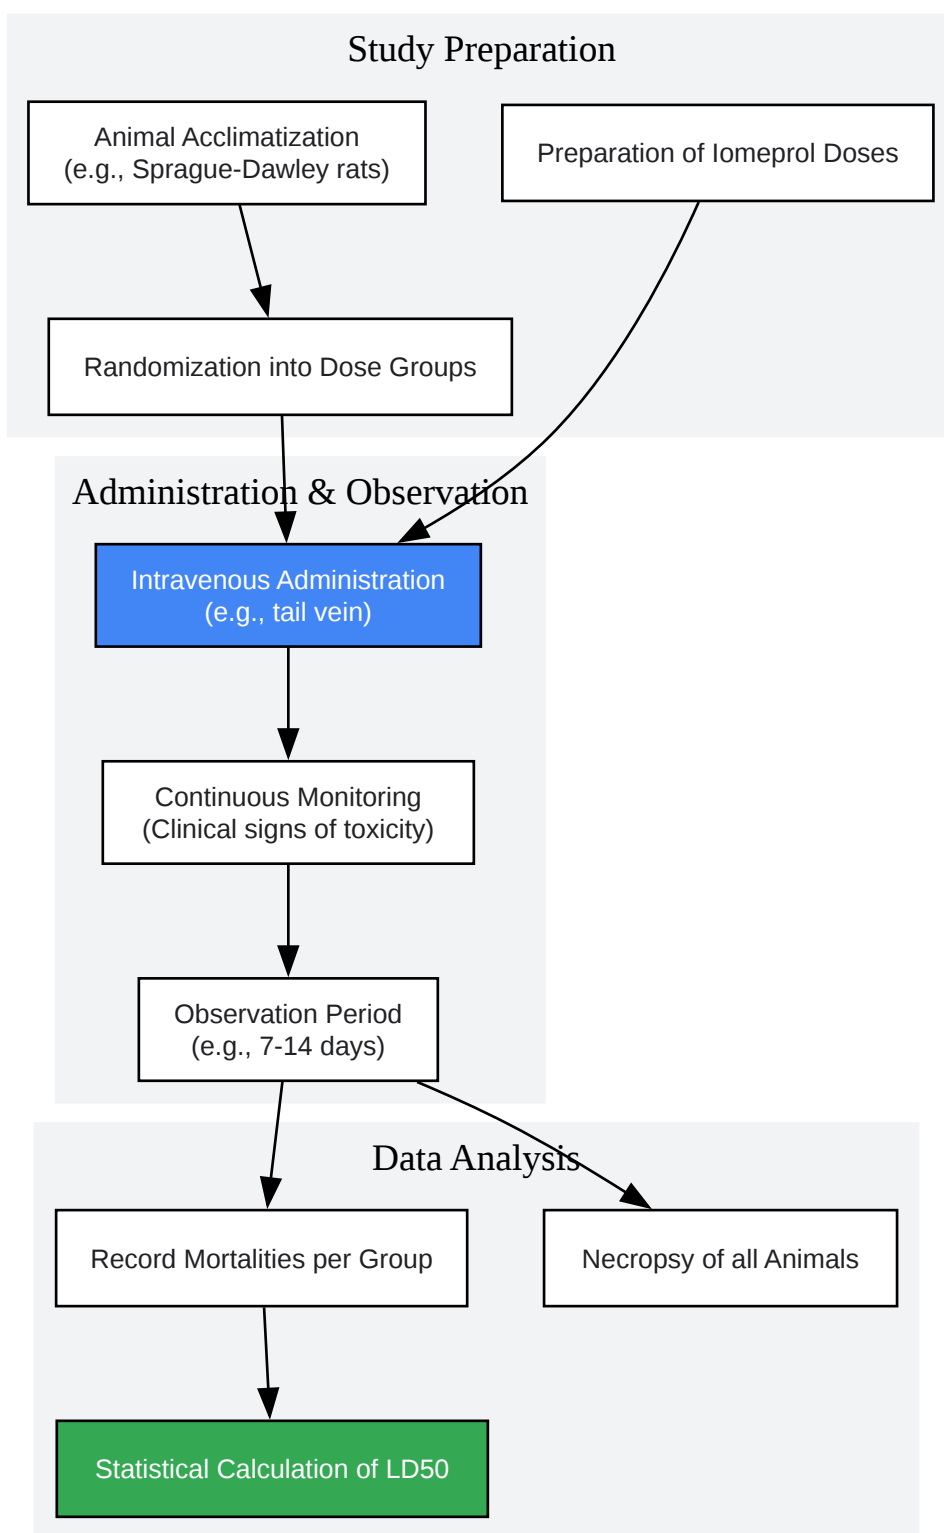 Study Preparation
Animal Acclimatization
(e.g., Sprague-Dawley rats)
Preparation of Iomeprol Doses
Randomization into Dose Groups
Administration & Observation
Intravenous Administration
(e.g., tail vein)
Continuous Monitoring
(Clinical signs of toxicity)
Observation Period
(e.g., 7-14 days)
Data Analysis
Record Mortalities per Group
Necropsy of all Animals
Statistical Calculation of LD50